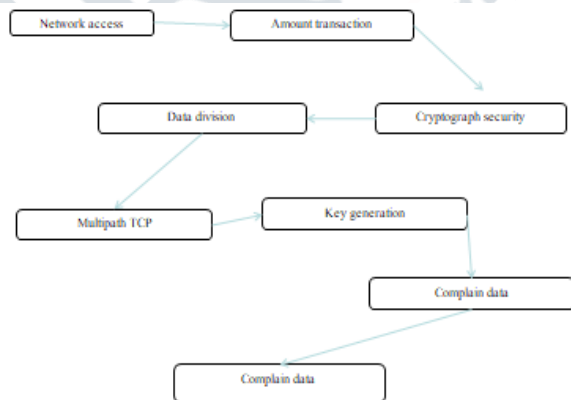 Network access
Amount transaction
Cryptograph security
Data division
Multipath TCP
Key generation
Complain data
Complain data